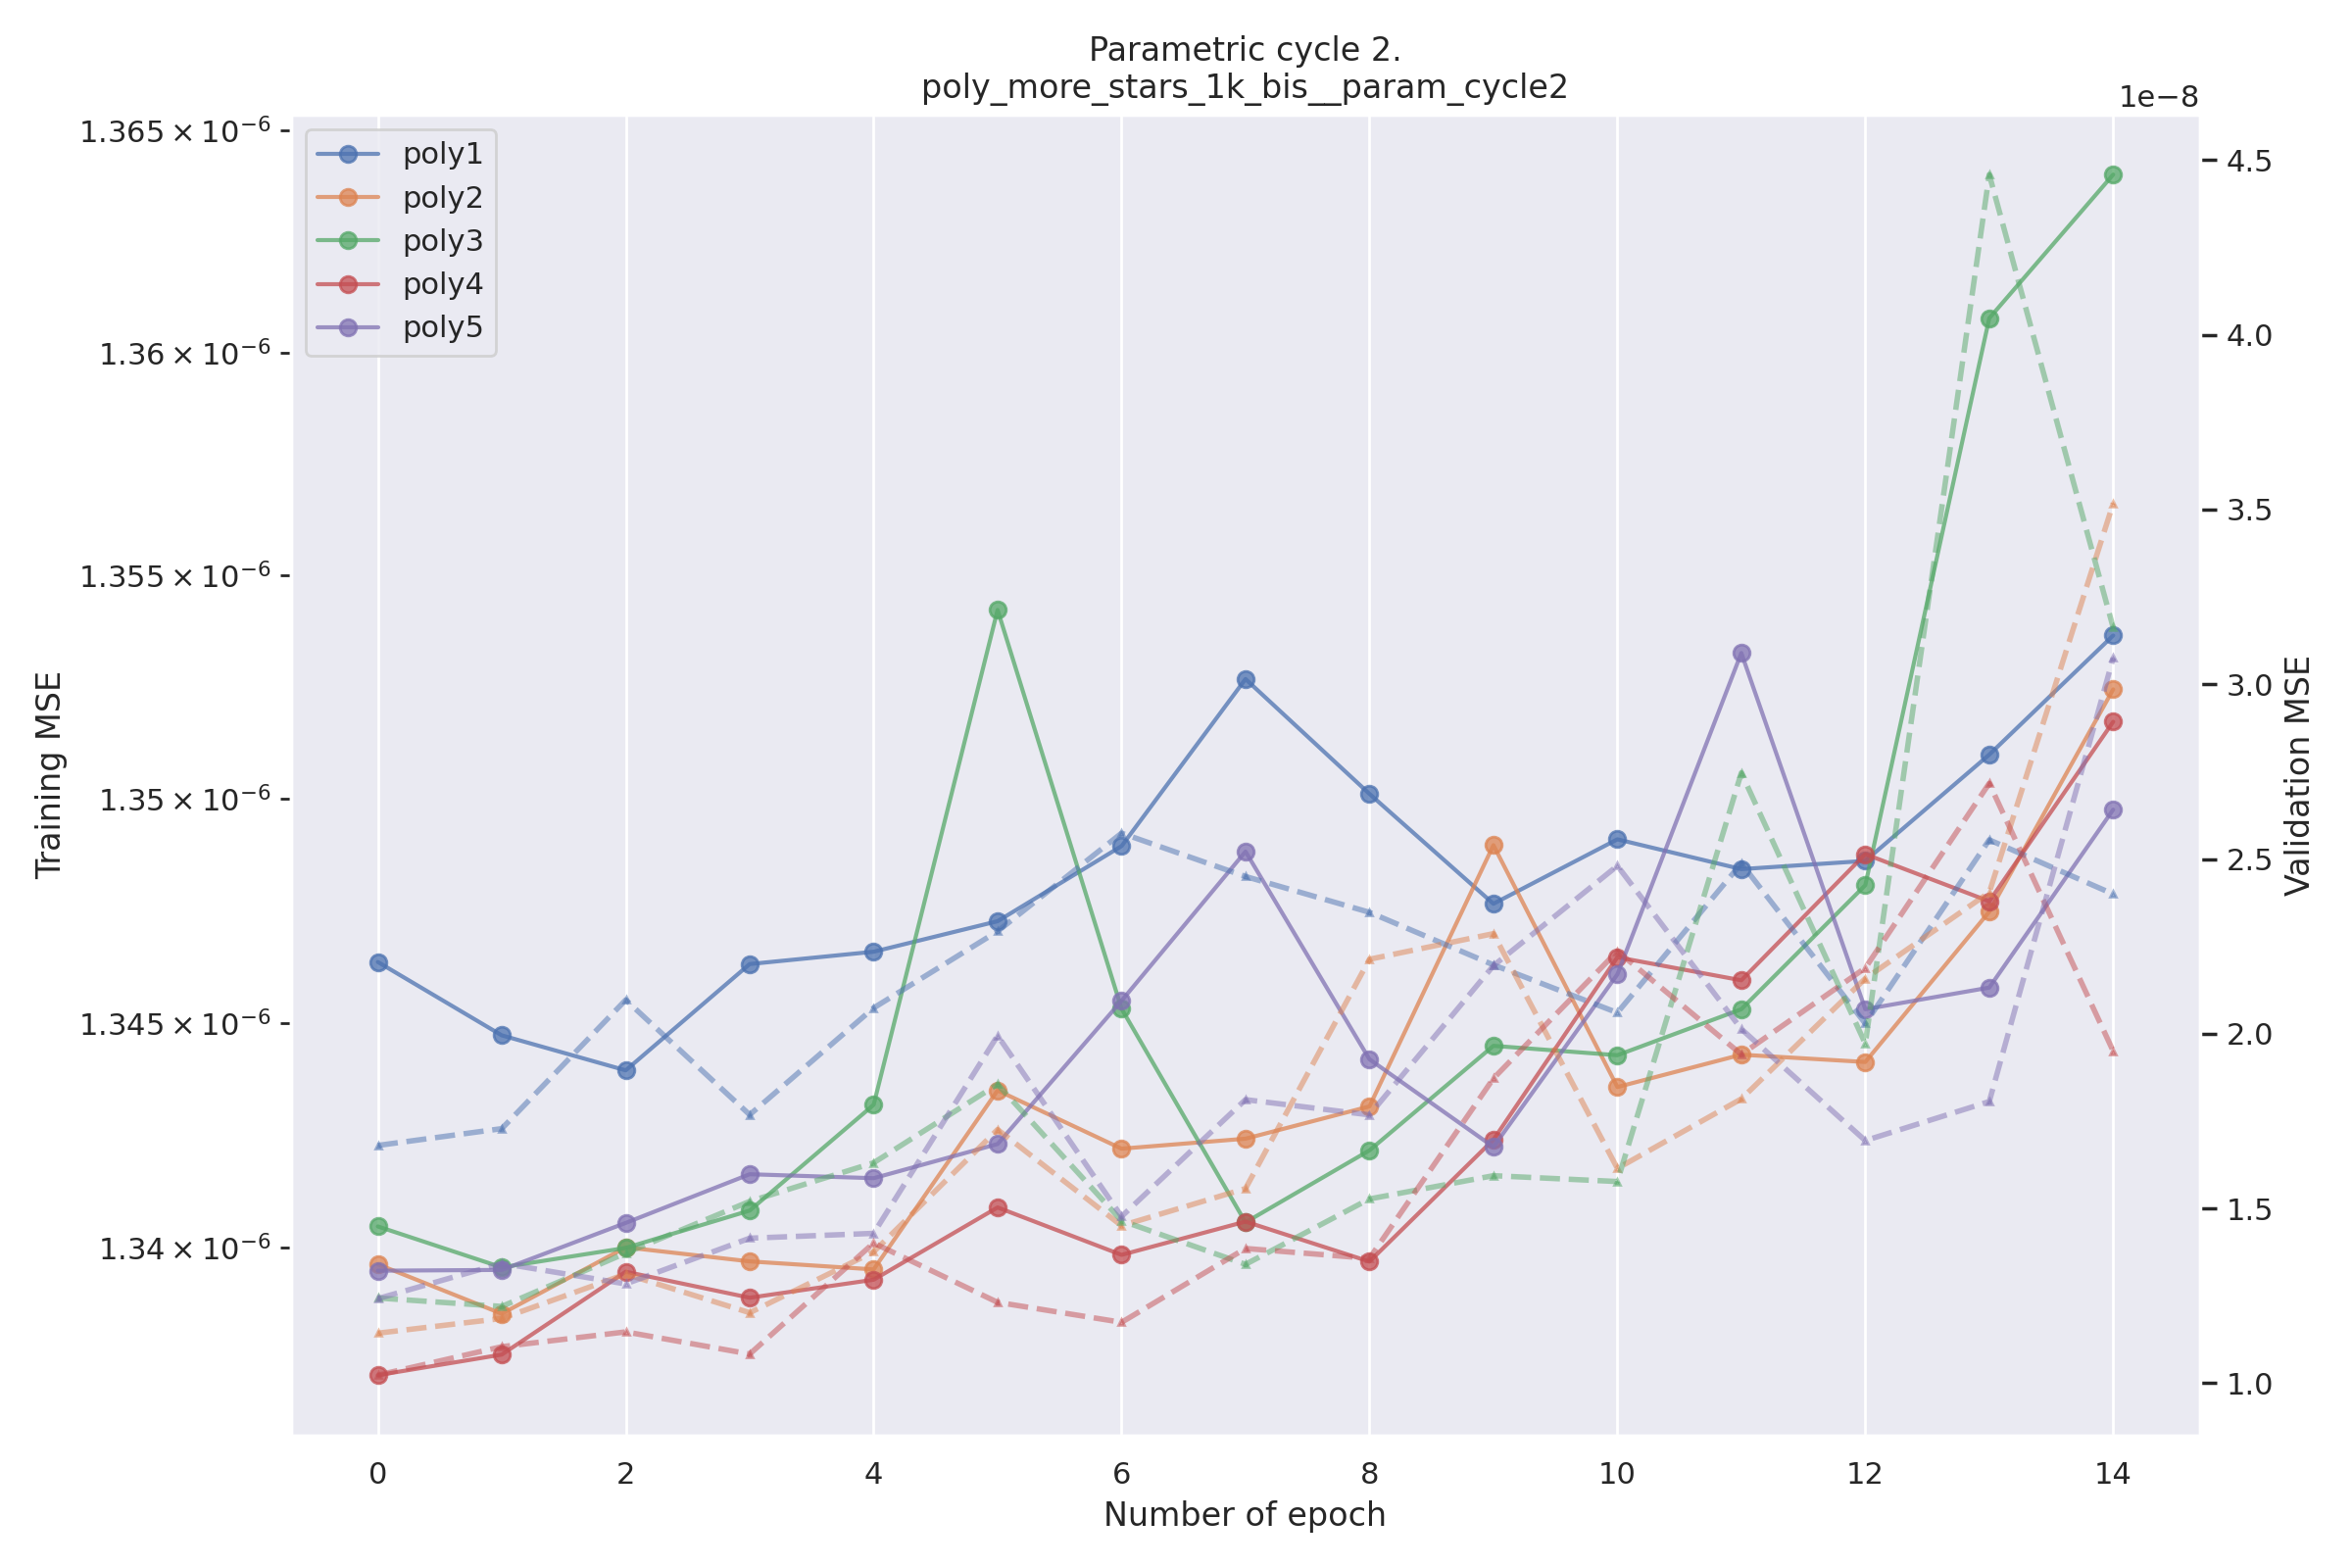 Parametric cycle 2.
poly_more_stars_1k_bis__param_cycle2
1e−8
1.365 × 10⁻⁶
1.36 × 10⁻⁶
1.355 × 10⁻⁶
1.35 × 10⁻⁶
1.345 × 10⁻⁶
1.34 × 10⁻⁶
Training MSE
poly1
poly2
poly3
poly4
poly5
4.5
4.0
3.5
3.0
2.5
2.0
1.5
1.0
Validation MSE
0 2 4 6 8 10 12 14
Number of epoch